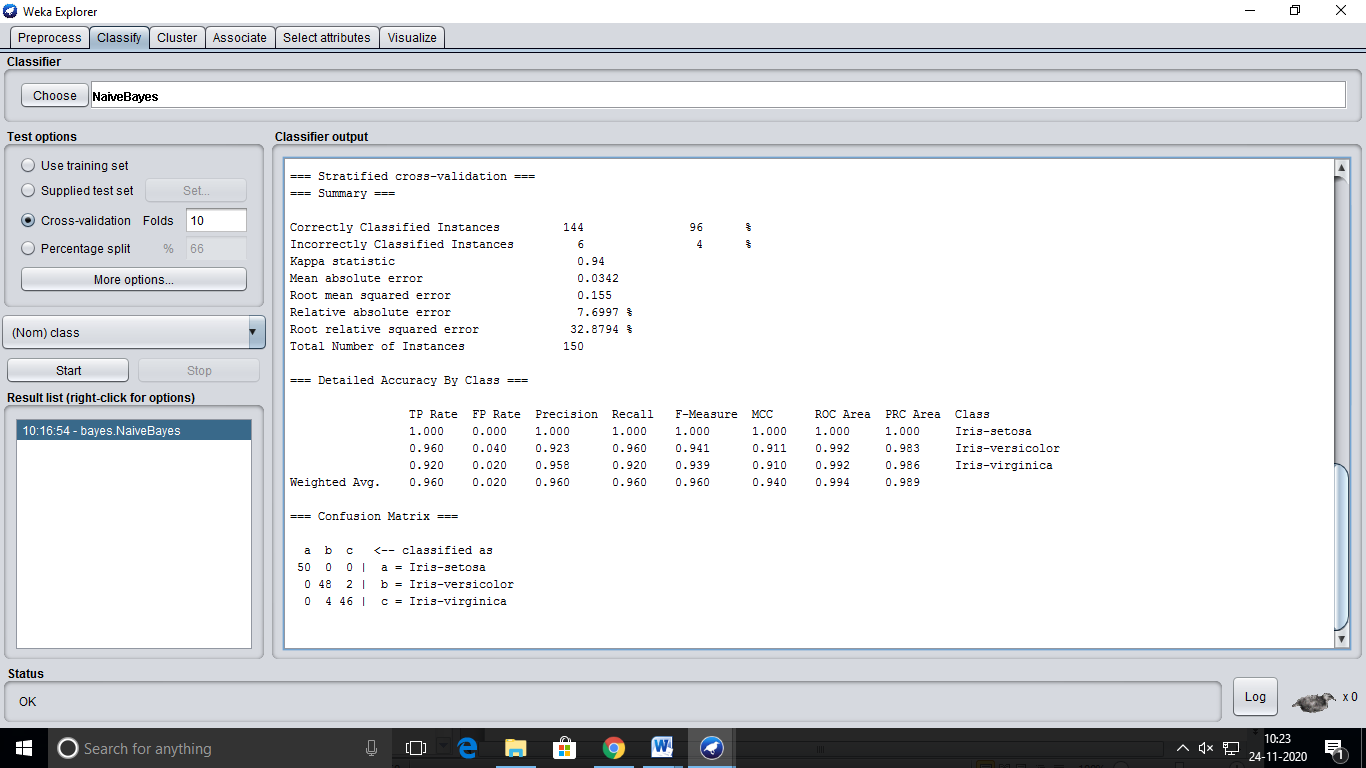 Weka Explorer
Preprocess Classify Cluster Associate Select attributes Visualize
Classifier
Choose NaiveBayes
Test options
Use training set
Supplied test set Set...
Cross-validation Folds 10
Percentage split % 66
More options...
(Nom) class
Start Stop
Result list (right-click for options)
10:16:54 - bayes.NaiveBayes
Classifier output
=== Stratified cross-validation ===
=== Summary ===
Correctly Classified Instances 144 96 %
Incorrectly Classified Instances 6 4 %
Kappa statistic 0.94
Mean absolute error 0.0342
Root mean squared error 0.155
Relative absolute error 7.6997 %
Root relative squared error 32.8794 %
Total Number of Instances 150
=== Detailed Accuracy By Class ===
TP Rate FP Rate Precision Recall F-Measure MCC ROC Area PRC Area Class
1.000 0.000 1.000 1.000 1.000 1.000 1.000 1.000 Iris-setosa
0.960 0.040 0.923 0.960 0.941 0.911 0.992 0.983 Iris-versicolor
0.920 0.020 0.958 0.920 0.939 0.910 0.992 0.986 Iris-virginica
Weighted Avg. 0.960 0.020 0.960 0.960 0.960 0.940 0.994 0.989
=== Confusion Matrix ===
a b c <-- classified as
50 0 0 | a = Iris-setosa
0 48 2 | b = Iris-versicolor
0 4 46 | c = Iris-virginica
Status
OK
Log x 0
Search for anything
10:23
24-11-2020
1